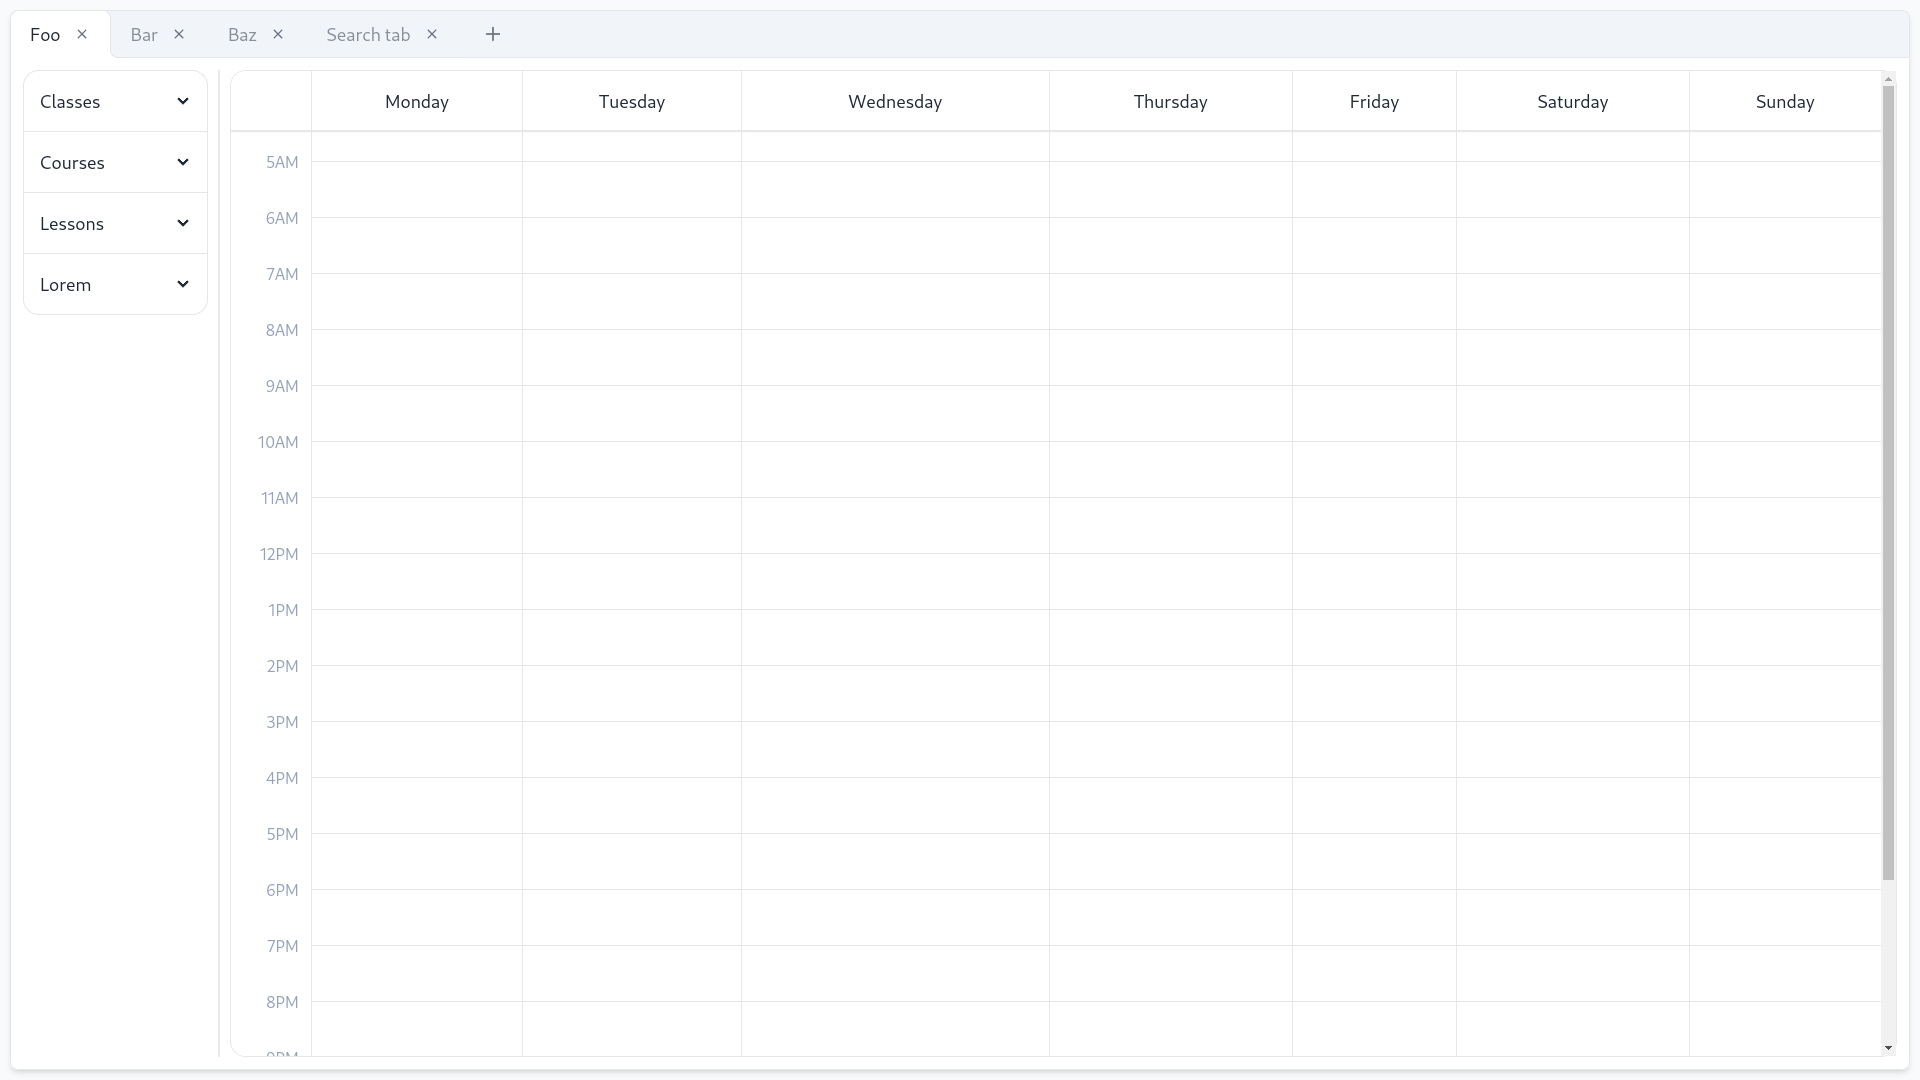 Foo Bar Baz Search tab
Classes
Courses
Lessons
Lorem
Monday Tuesday Wednesday Thursday Friday Saturday Sunday
5AM
6AM
7AM
8AM
9AM
10AM
11AM
12PM
1PM
2PM
3PM
4PM
5PM
6PM
7PM
8PM